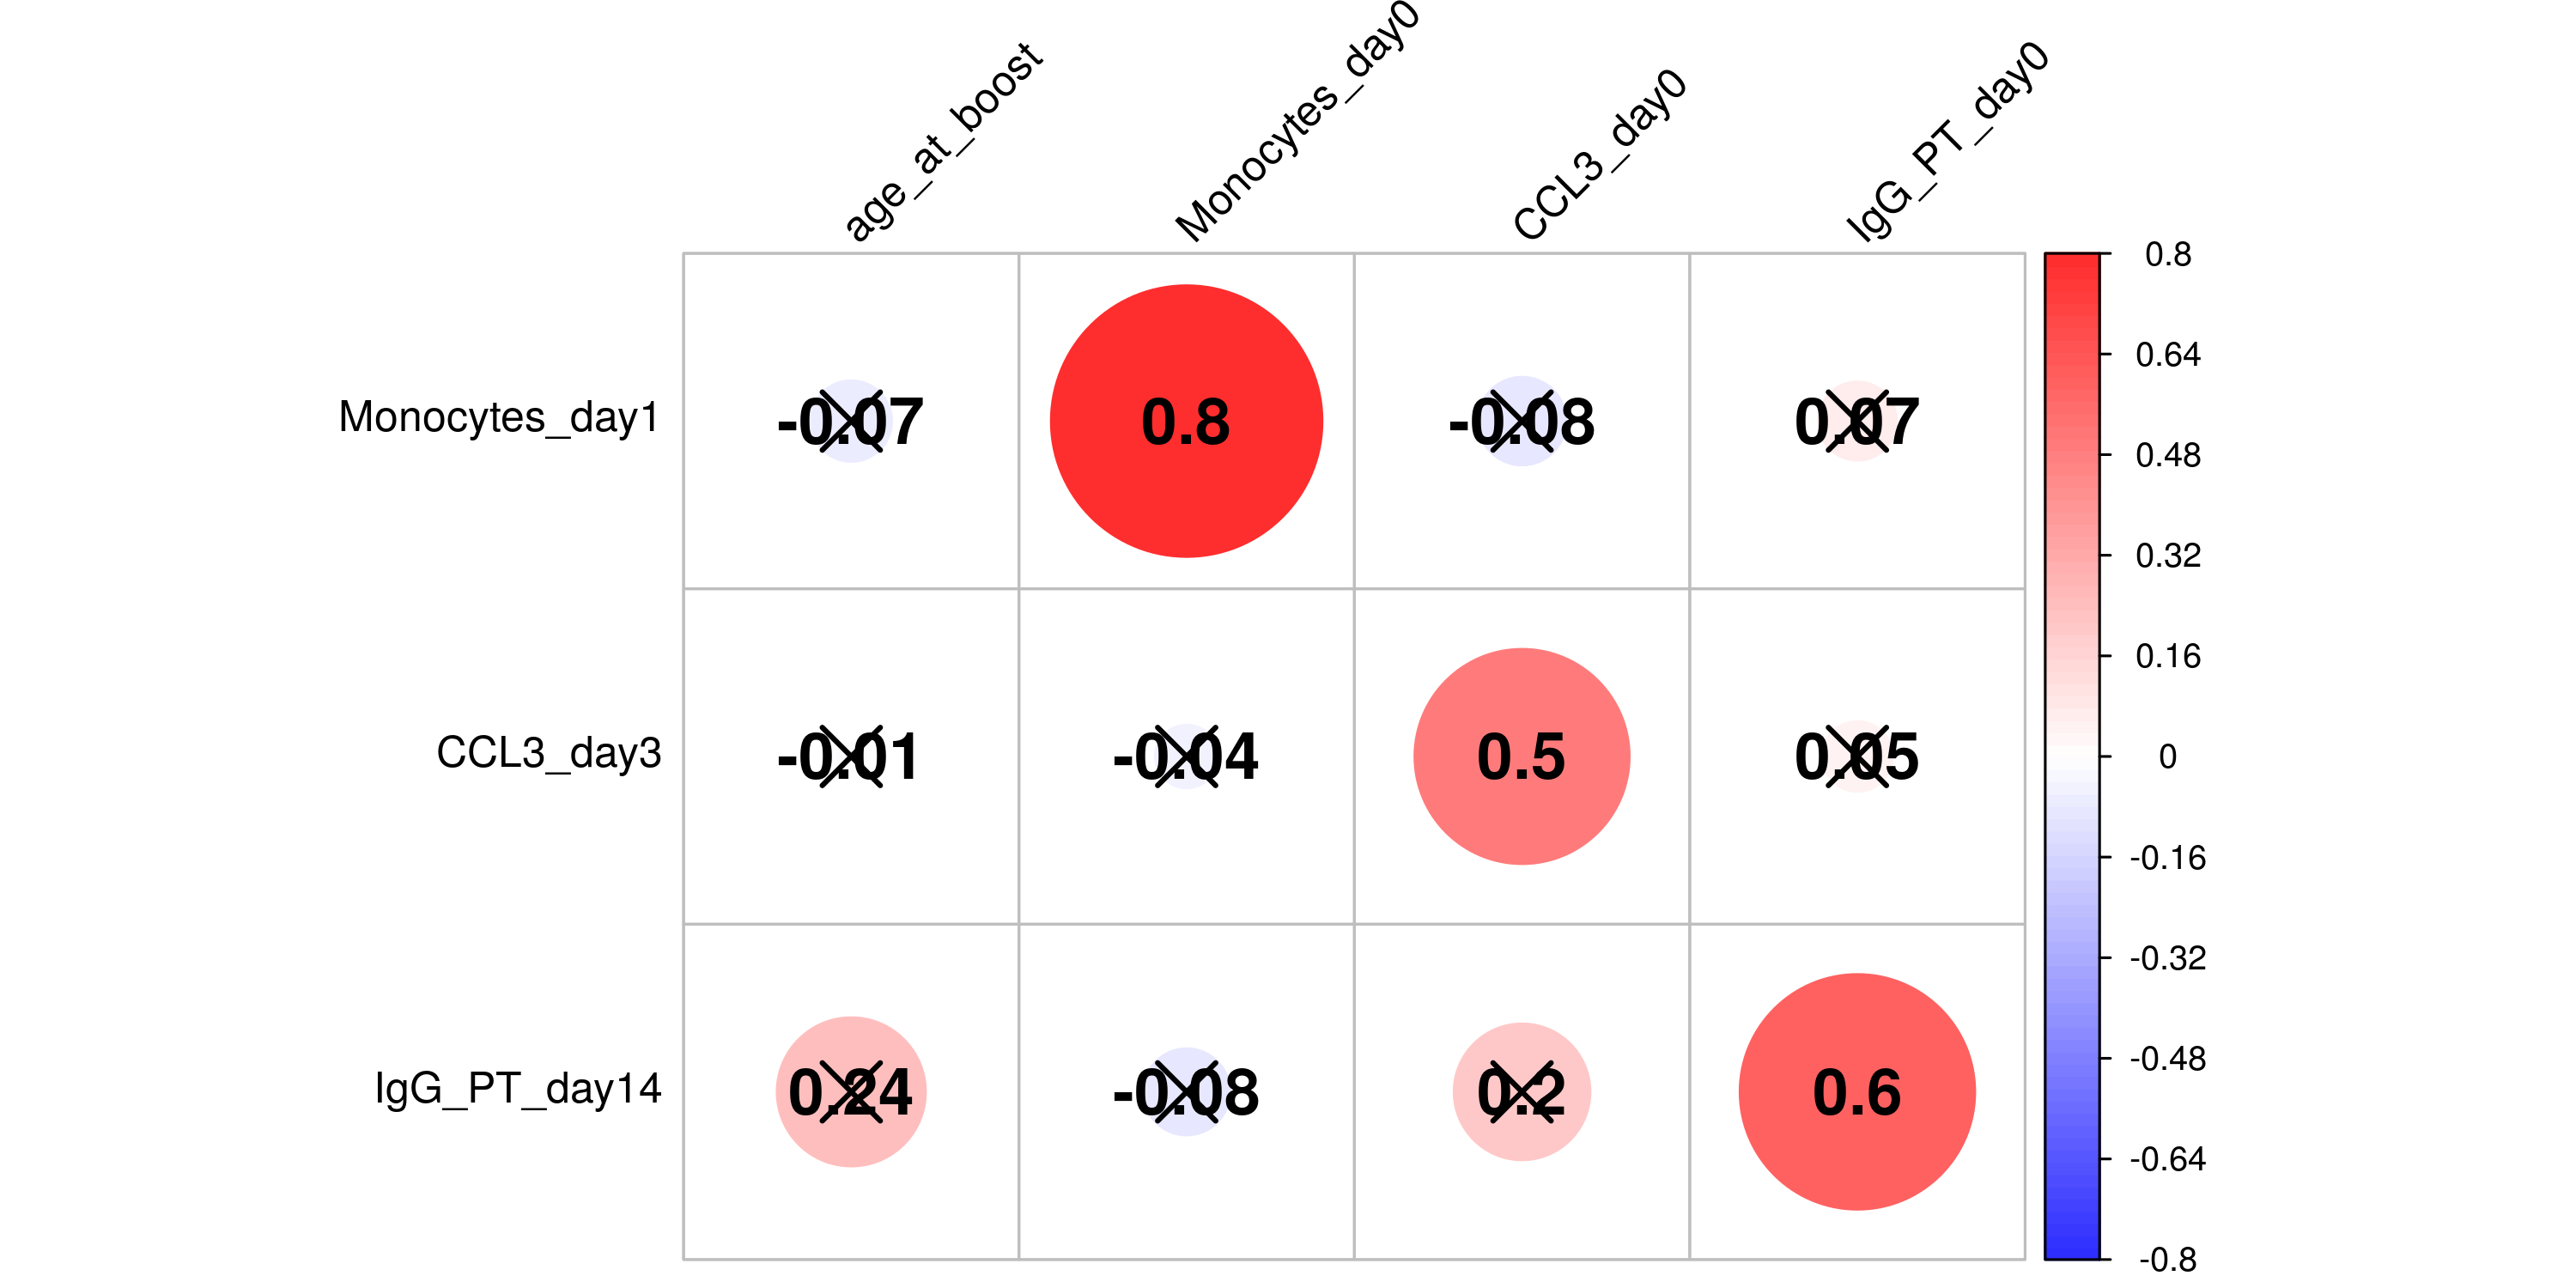 age_at_boost Monocytes_day0 CCL3_day0 IgG_PT_day0
Monocytes_day1 -0.07 0.8 -0.08 0.07
CCL3_day3 -0.01 -0.04 0.5 0.05
IgG_PT_day14 0.24 -0.08 0.2 0.6
0.8
0.64
0.48
0.32
0.16
0
-0.16
-0.32
-0.48
-0.64
-0.8